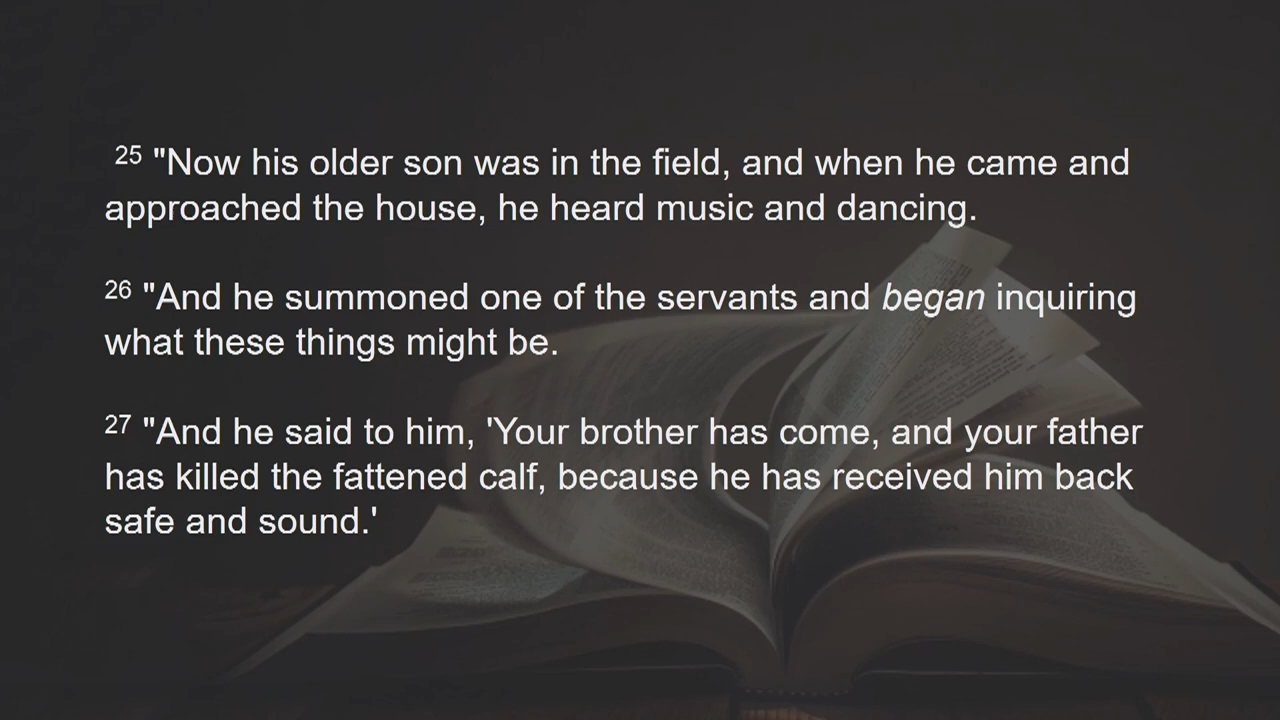 25 "Now his older son was in the field, and when he came and
approached the house, he heard music and dancing.
26 "And he summoned one of the servants and began inquiring
what these things might be.
27 "And he said to him, 'Your brother has come, and your father
has killed the fattened calf, because he has received him back
safe and sound.'